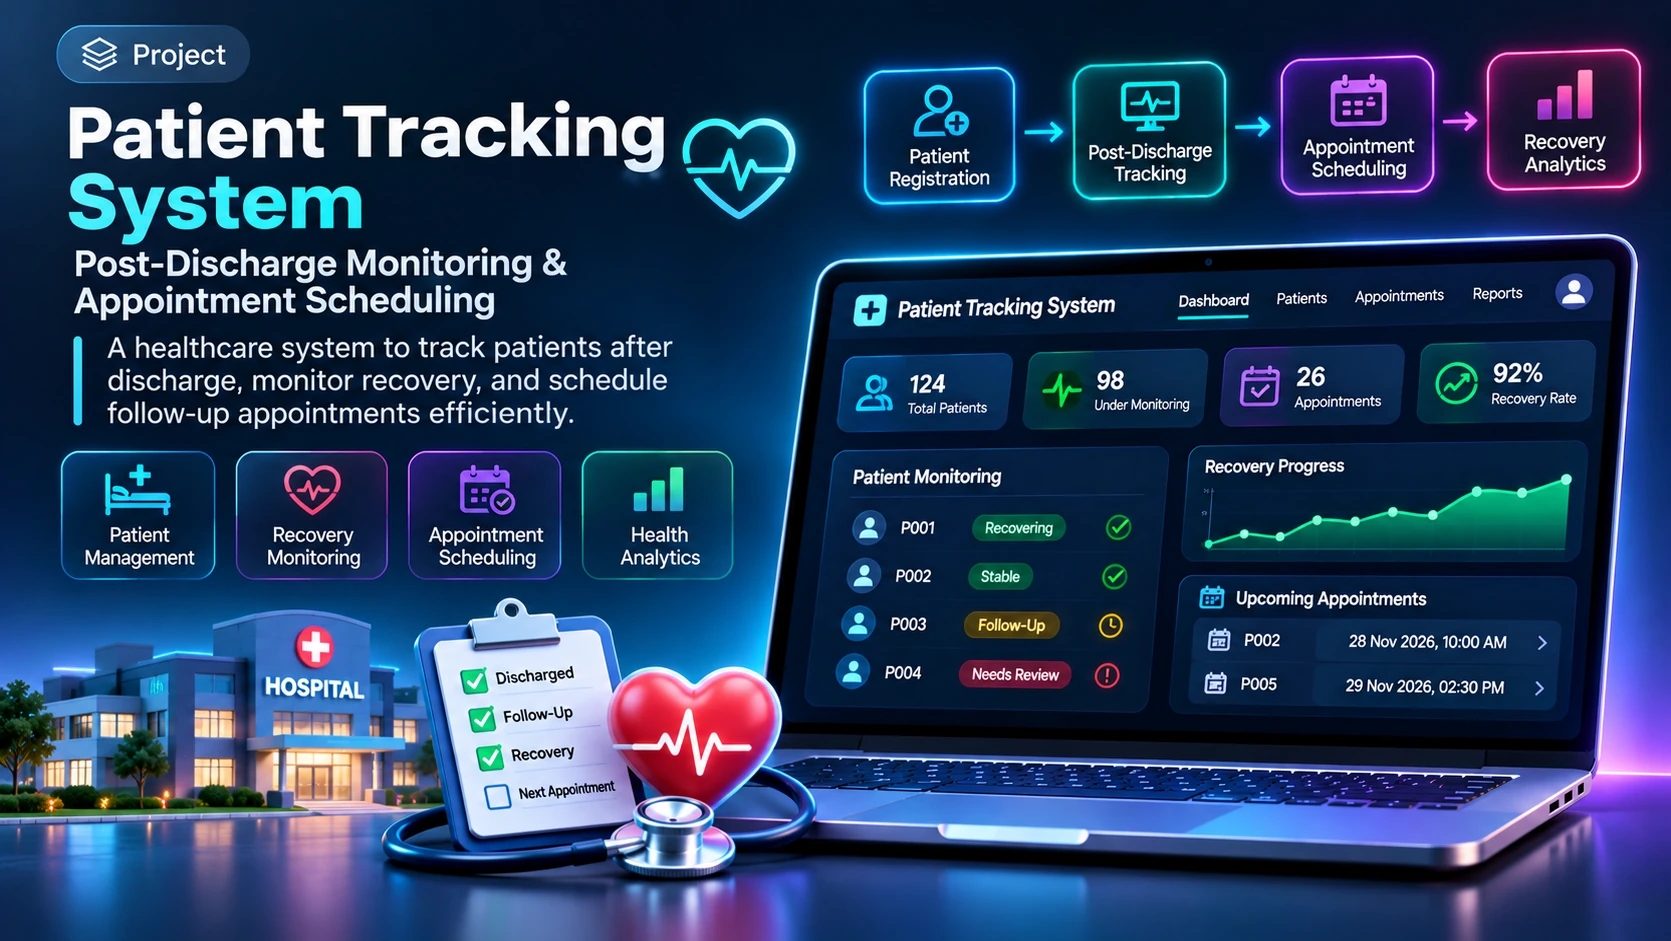 Project
Patient Tracking
System
Post-Discharge Monitoring &
Appointment Scheduling
A healthcare system to track patients after
discharge, monitor recovery, and schedule
follow-up appointments efficiently.
Patient
Management
Recovery
Monitoring
Appointment
Scheduling
Health
Analytics
HOSPITAL
Discharged
Follow-Up
Recovery
Next Appointment
Patient
Registration
Post-Discharge
Tracking
Appointment
Scheduling
Recovery
Analytics
Patient Tracking System
Dashboard
Patients
Appointments
Reports
124
Total Patients
98
Under Monitoring
26
Appointments
92%
Recovery Rate
Patient Monitoring
P001 Recovering
P002 Stable
P003 Follow-Up
P004 Needs Review
Recovery Progress
Upcoming Appointments
P002 28 Nov 2026, 10:00 AM
P005 29 Nov 2026, 02:30 PM